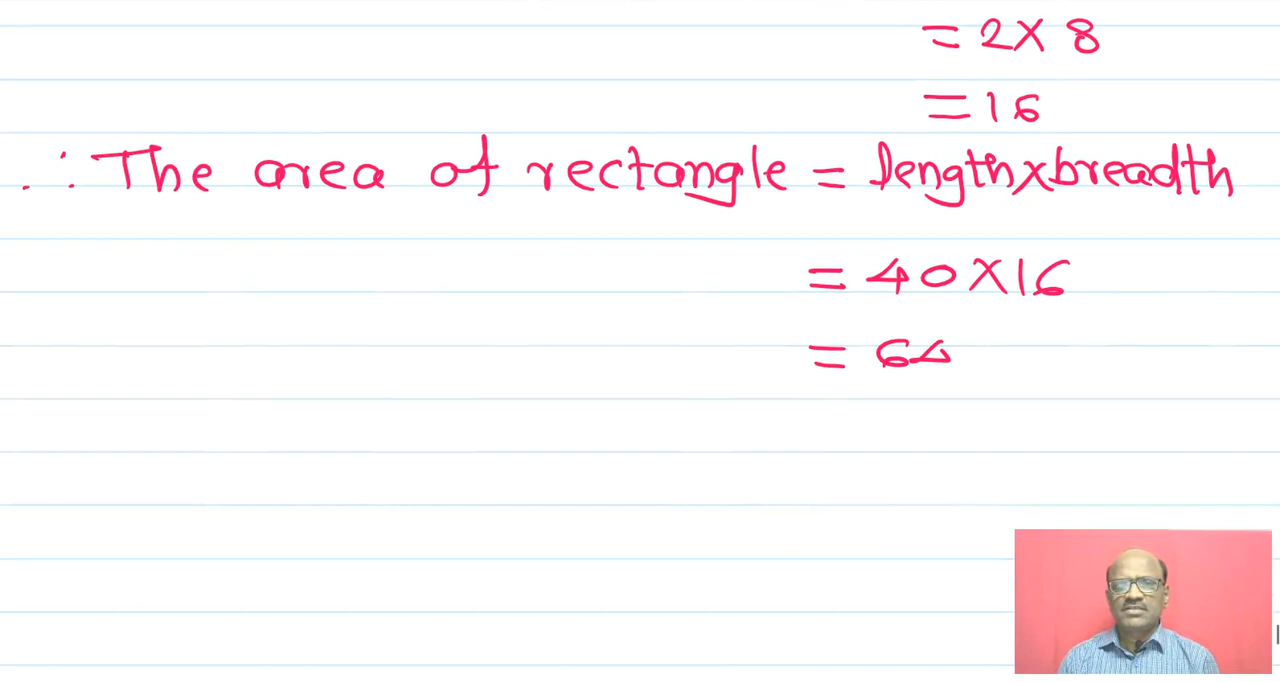 = 2 × 8
= 16
∴ The area of rectangle = length × breadth
= 40 × 16
= 64